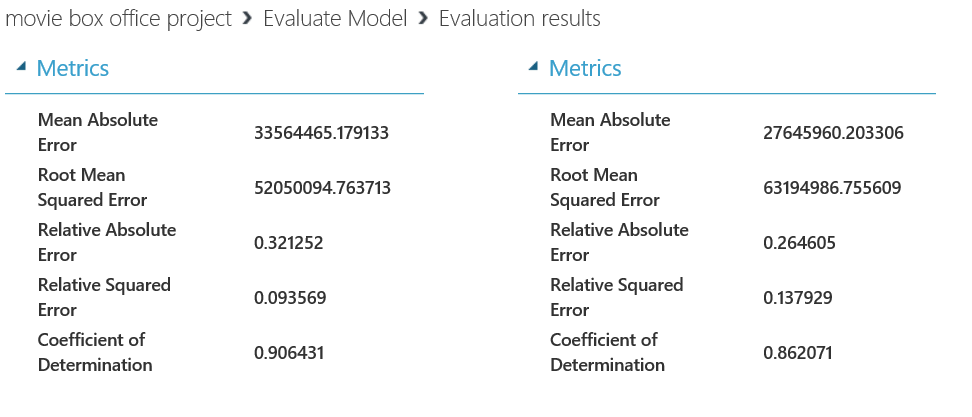 movie box office project > Evaluate Model > Evaluation results
Metrics
Mean Absolute
Error
33564465.179133
Root Mean
Squared Error
52050094.763713
Relative Absolute
Error
0.321252
Relative Squared
Error
0.093569
Coefficient of
Determination
0.906431
Metrics
Mean Absolute
Error
27645960.203306
Root Mean
Squared Error
63194986.755609
Relative Absolute
Error
0.264605
Relative Squared
Error
0.137929
Coefficient of
Determination
0.862071